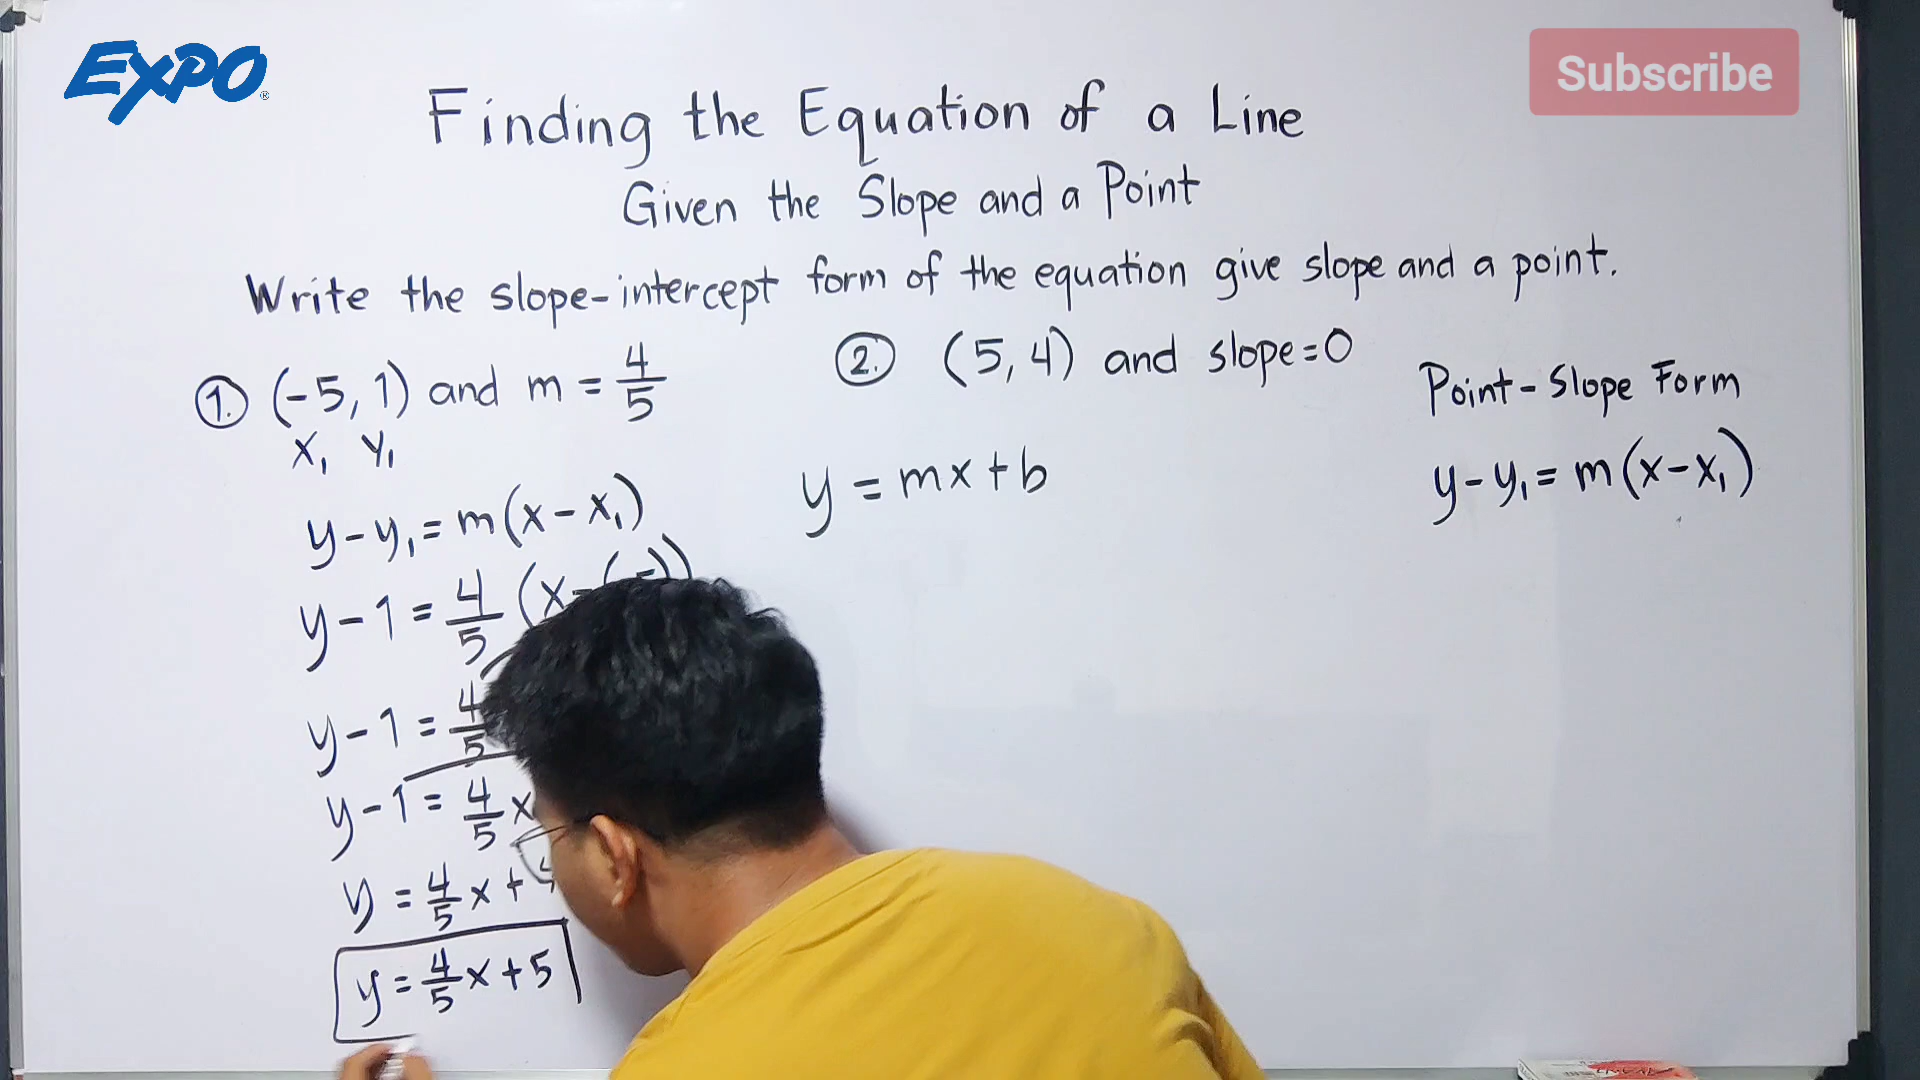 EXPO®
Subscribe
Finding the Equation of a Line
Given the Slope and a Point
Write the slope-intercept form of the equation give slope and a point.
1. (-5, 1) and m = 4/5
x₁ y₁
y - y₁ = m(x - x₁)
y - 1 = 4/5 (x - (-
y - 1 = 4/5
y - 1 = 4/5 x
y = 4/5 x +
y = 4/5 x + 5
2. (5, 4) and slope = 0
y = mx + b
Point-Slope Form
y - y₁ = m(x - x₁)